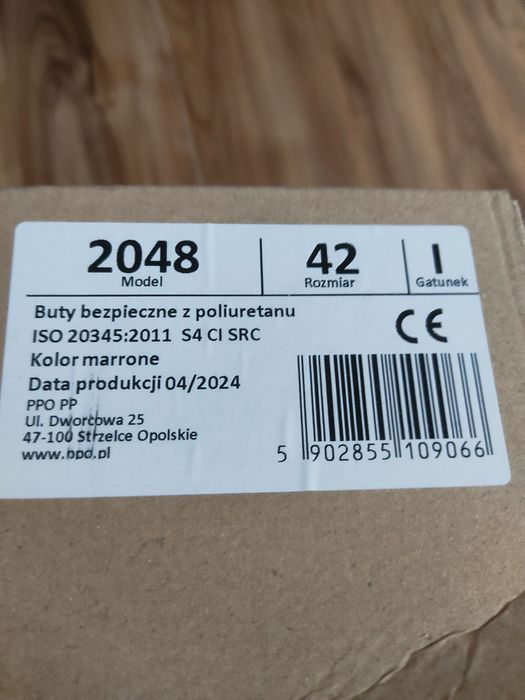 2048 42 I
Model Rozmiar Gatunek
Buty bezpieczne z poliuretanu
ISO 20345:2011 S4 CI SRC
CE
Kolor marrone
Data produkcji 04/2024
PPO PP
Ul. Dworcowa 25
47-100 Strzelce Opolskie
www.ppo.pl
5 902855 109066